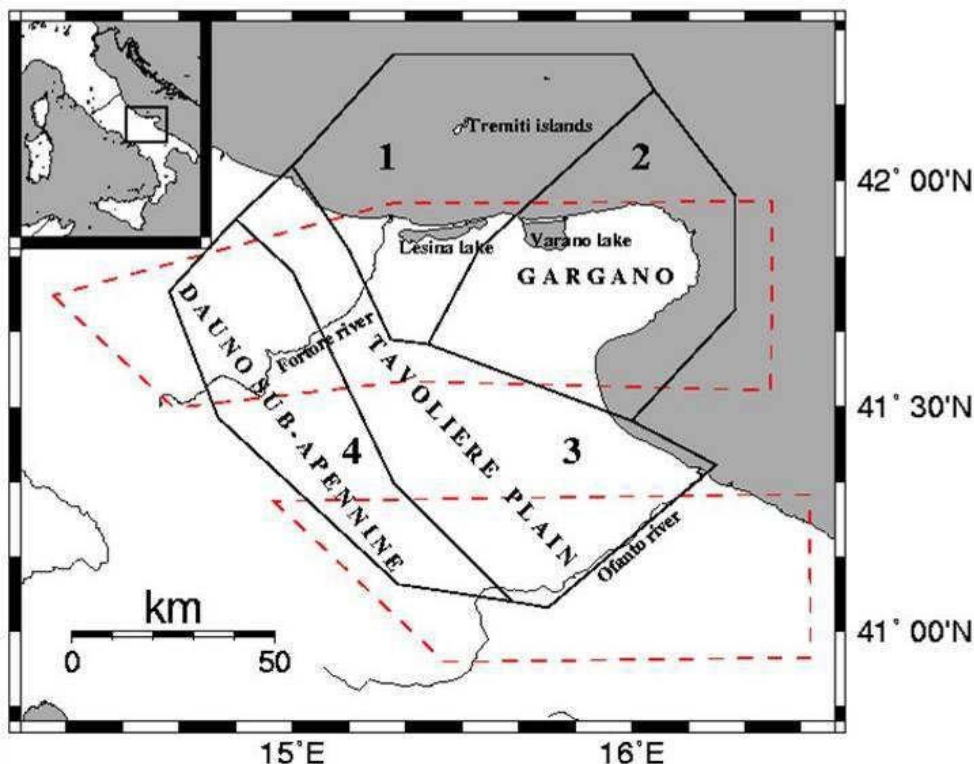 Tremiti islands
1
2
42° 00'N
Lesina lake
Varano lake
GARGANO
DAUNO SUB-APENNINE
Fortore river
TAVOLIERE PLAIN
41° 30'N
4
3
Ofanto river
km
0 50
41° 00'N
15°E 16°E